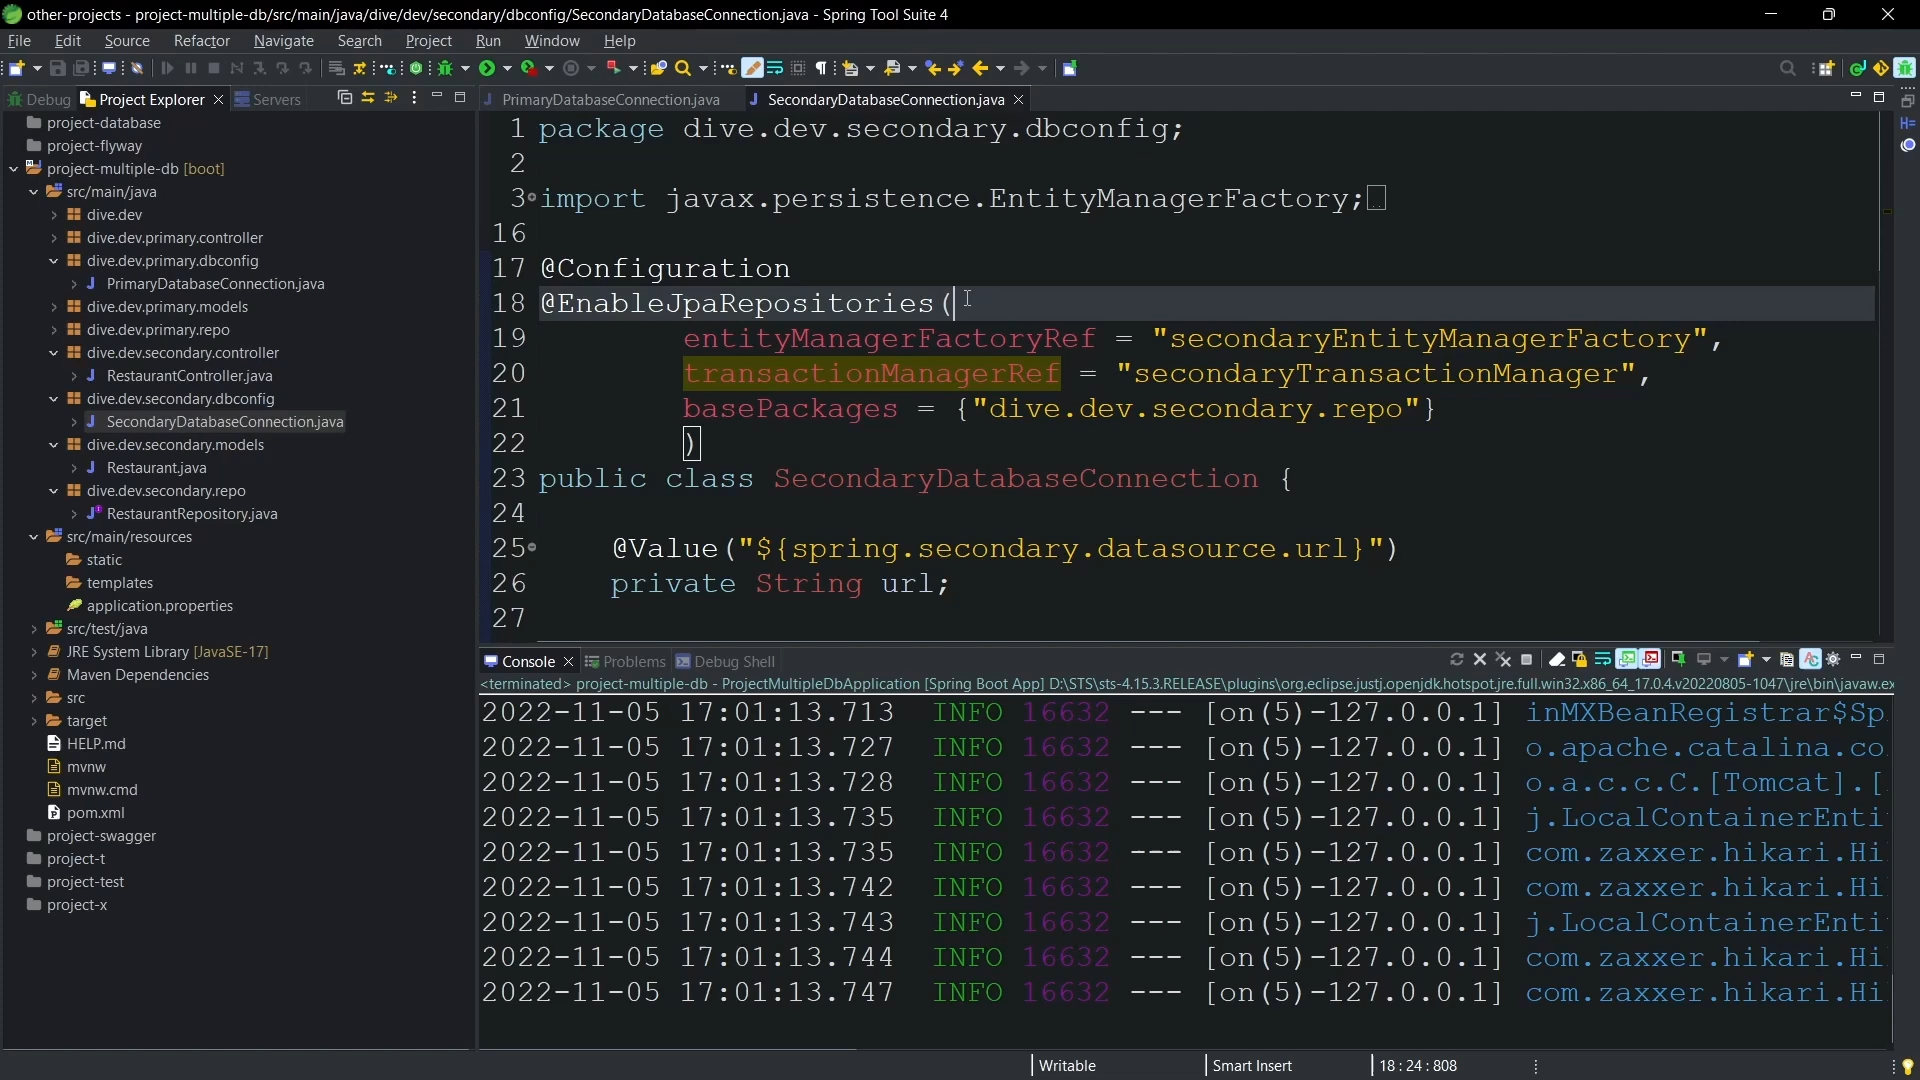 other-projects - project-multiple-db/src/main/java/dive/dev/secondary/dbconfig/SecondaryDatabaseConnection.java - Spring Tool Suite 4
File Edit Source Refactor Navigate Search Project Run Window Help
Debug Project Explorer Servers
project-database
project-flyway
project-multiple-db [boot]
src/main/java
dive.dev
dive.dev.primary.controller
dive.dev.primary.dbconfig
PrimaryDatabaseConnection.java
dive.dev.primary.models
dive.dev.primary.repo
dive.dev.secondary.controller
RestaurantController.java
dive.dev.secondary.dbconfig
SecondaryDatabaseConnection.java
dive.dev.secondary.models
Restaurant.java
dive.dev.secondary.repo
RestaurantRepository.java
src/main/resources
static
templates
application.properties
src/test/java
JRE System Library [JavaSE-17]
Maven Dependencies
src
target
HELP.md
mvnw
mvnw.cmd
pom.xml
project-swagger
project-t
project-test
project-x
PrimaryDatabaseConnection.java SecondaryDatabaseConnection.java
1 package dive.dev.secondary.dbconfig;
2
3 import javax.persistence.EntityManagerFactory;
16
17 @Configuration
18 @EnableJpaRepositories(
19 entityManagerFactoryRef = "secondaryEntityManagerFactory",
20 transactionManagerRef = "secondaryTransactionManager",
21 basePackages = {"dive.dev.secondary.repo"}
22 )
23 public class SecondaryDatabaseConnection {
24
25 @Value("${spring.secondary.datasource.url}")
26 private String url;
27
Console Problems Debug Shell
<terminated> project-multiple-db - ProjectMultipleDbApplication [Spring Boot App] D:\STS\sts-4.15.3.RELEASE\plugins\org.eclipse.justj.openjdk.hotspot.jre.full.win32.x86_64_17.0.4.v20220805-1047\jre\bin\javaw.ex
2022-11-05 17:01:13.713 INFO 16632 --- [on(5)-127.0.0.1] inMXBeanRegistrar$Sp
2022-11-05 17:01:13.727 INFO 16632 --- [on(5)-127.0.0.1] o.apache.catalina.co
2022-11-05 17:01:13.728 INFO 16632 --- [on(5)-127.0.0.1] o.a.c.c.C.[Tomcat].[
2022-11-05 17:01:13.735 INFO 16632 --- [on(5)-127.0.0.1] j.LocalContainerEnti
2022-11-05 17:01:13.735 INFO 16632 --- [on(5)-127.0.0.1] com.zaxxer.hikari.Hi
2022-11-05 17:01:13.742 INFO 16632 --- [on(5)-127.0.0.1] com.zaxxer.hikari.Hi
2022-11-05 17:01:13.743 INFO 16632 --- [on(5)-127.0.0.1] j.LocalContainerEnti
2022-11-05 17:01:13.744 INFO 16632 --- [on(5)-127.0.0.1] com.zaxxer.hikari.Hi
2022-11-05 17:01:13.747 INFO 16632 --- [on(5)-127.0.0.1] com.zaxxer.hikari.Hi
Writable Smart Insert 18 : 24 : 808